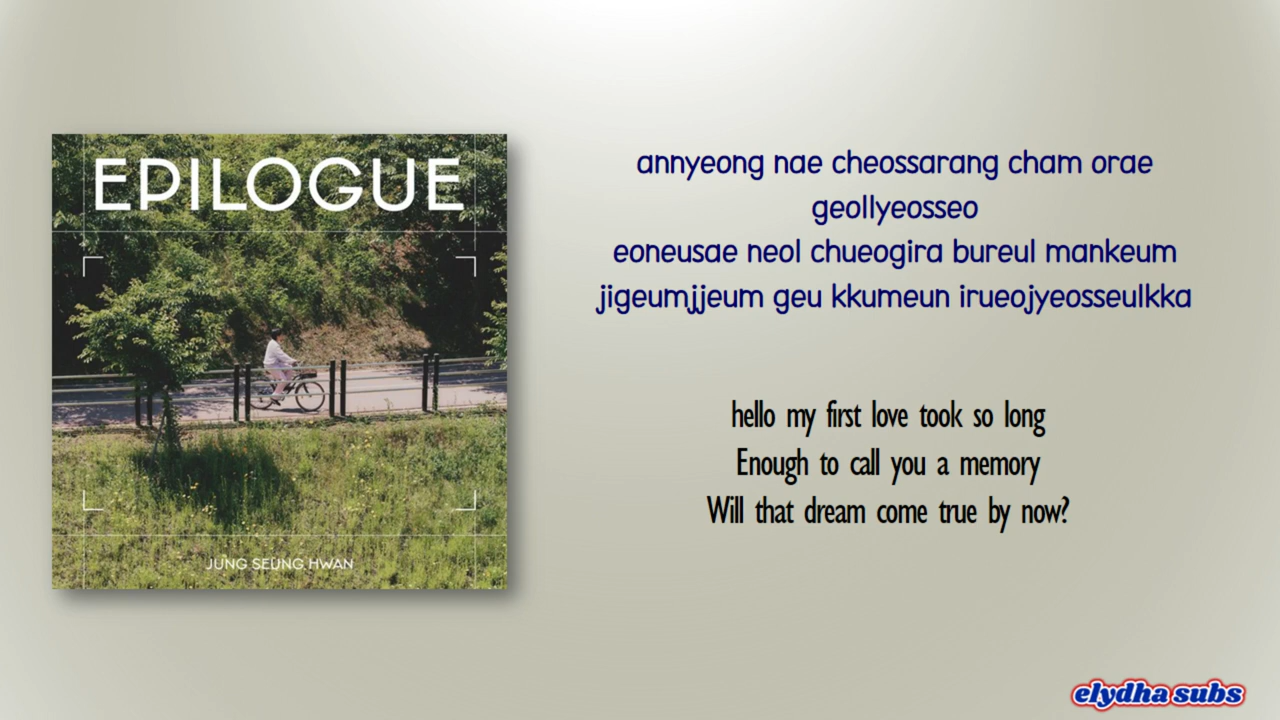 EPILOGUE
JUNG SEUNG HWAN
annyeong nae cheossarang cham orae
geollyeosseo
eoneusae neol chueogira bureul mankeum
jigeumjjeum geu kkumeun irueojyeosseulkka
hello my first love took so long
Enough to call you a memory
Will that dream come true by now?
elydha subs